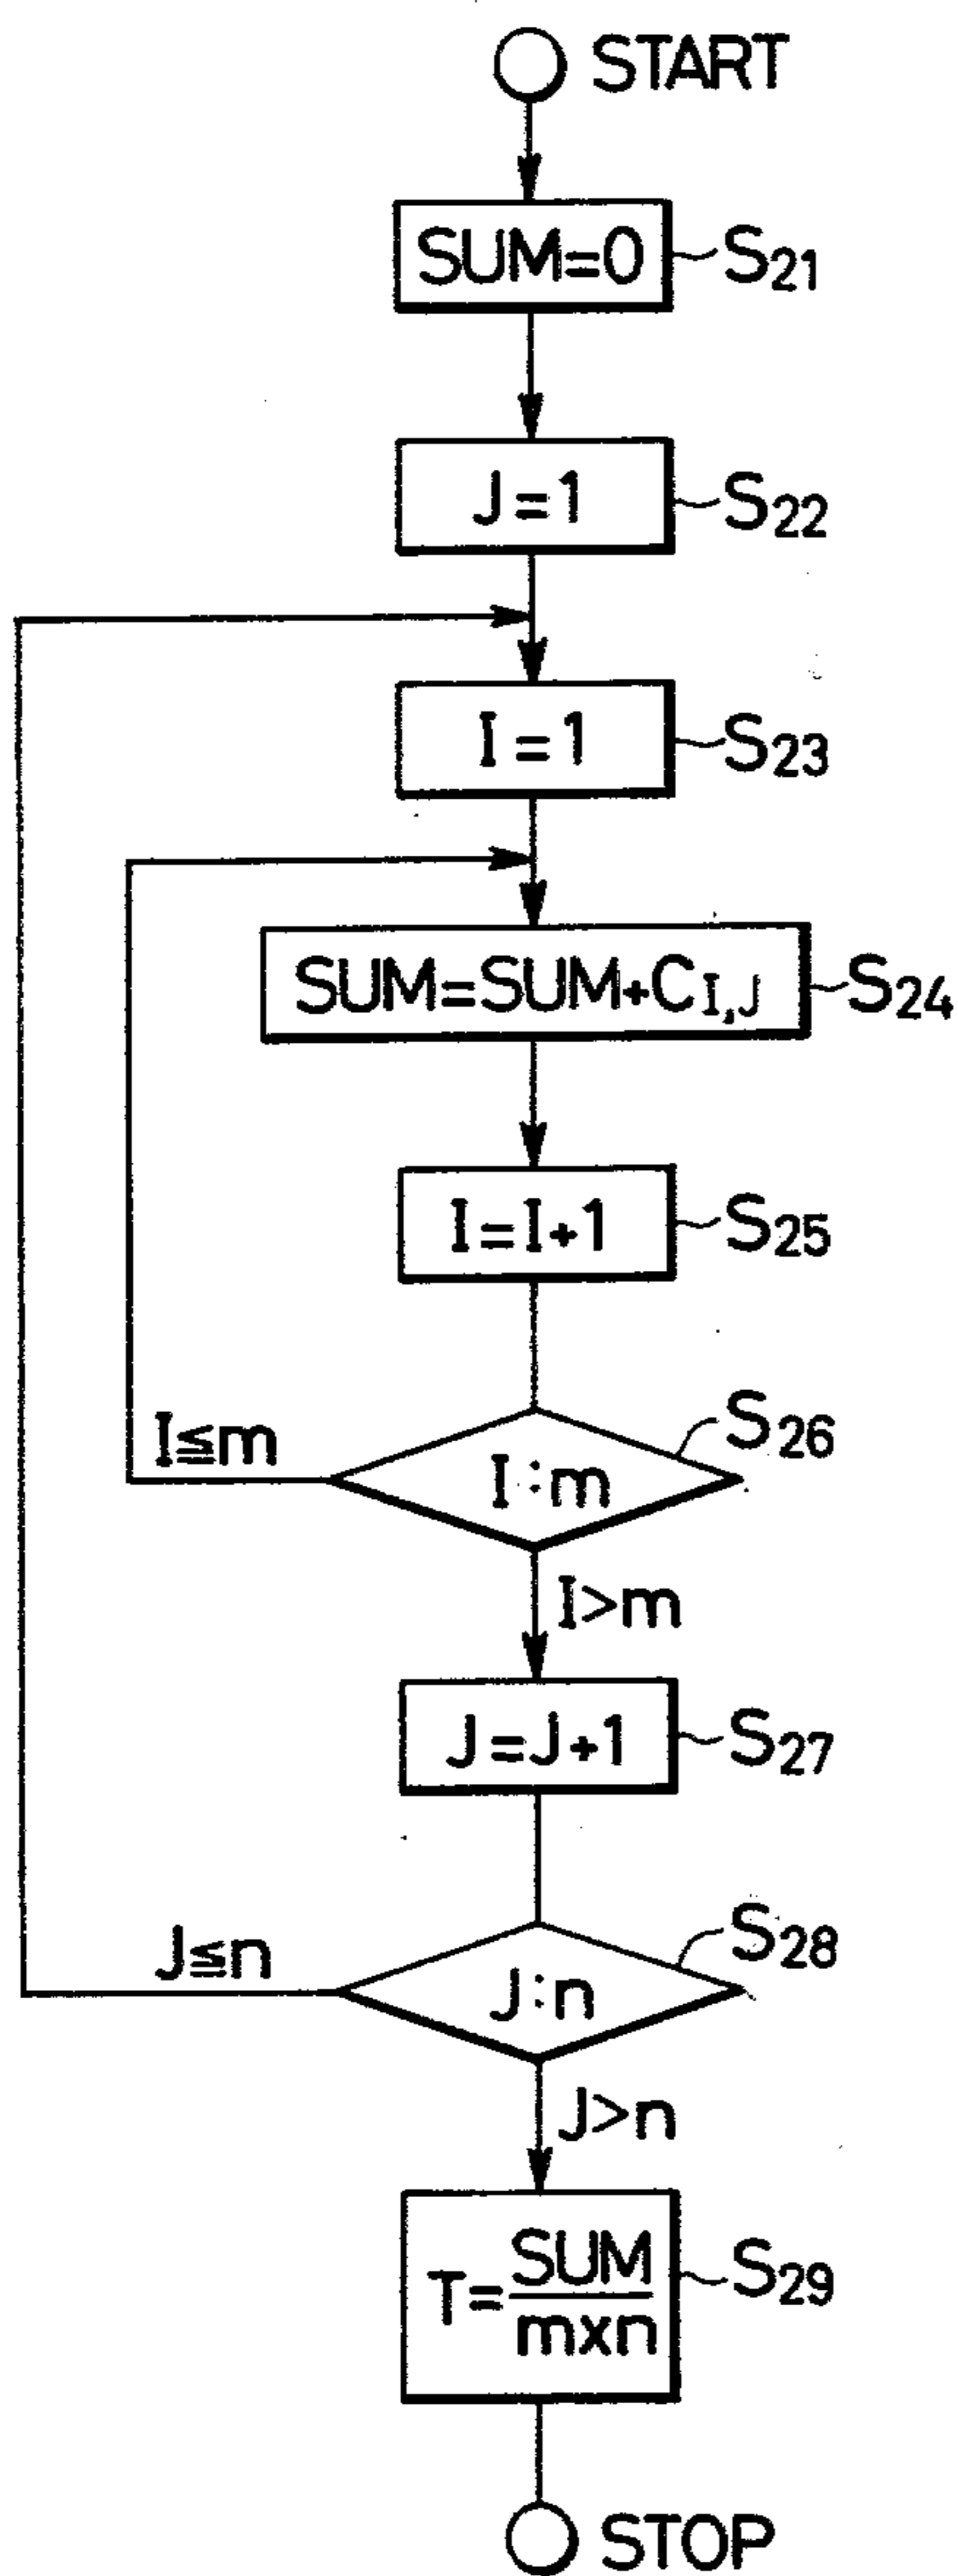 START
SUM=0
S21
J=1
S22
I=1
S23
SUM=SUM+C I,J
S24
I=I+1
S25
S26
I≦m
I:m
I>m
J=J+1
S27
S28
J≦n
J:n
J>n
T=SUM/mxn
S29
STOP